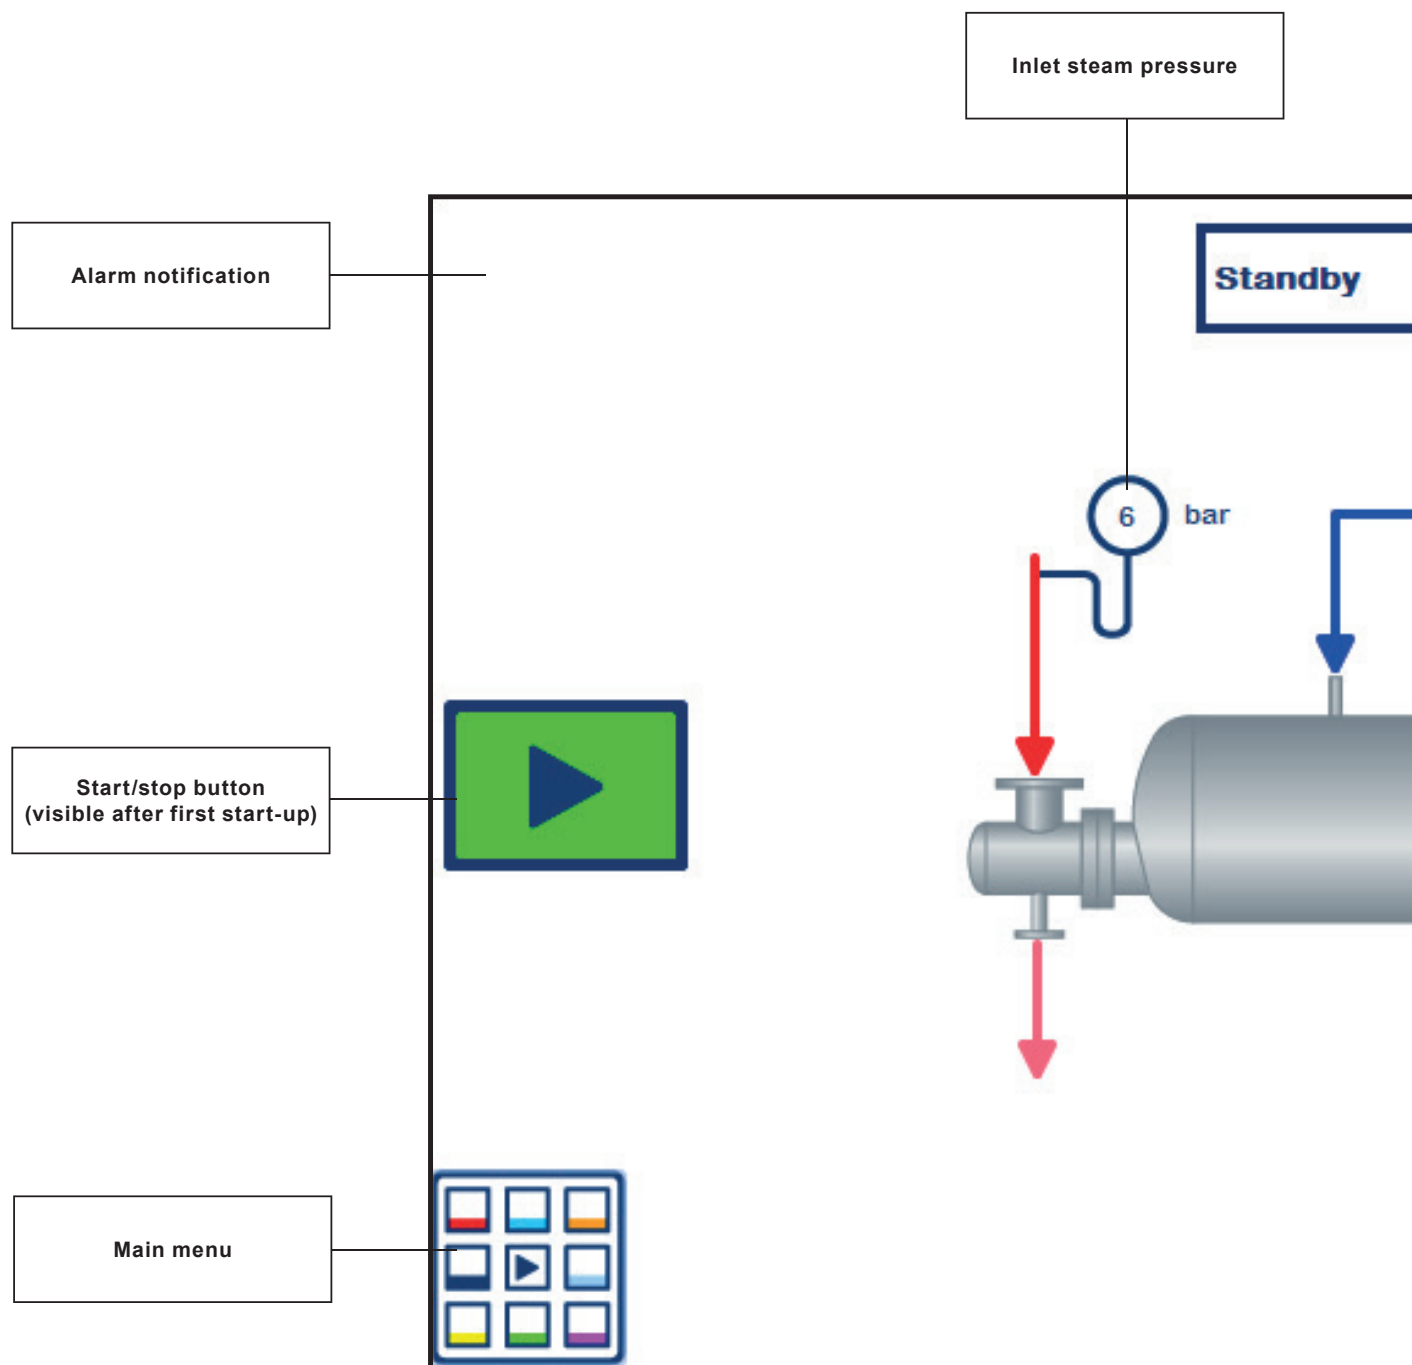 Inlet steam pressure
Alarm notification
Standby
6 bar
Start/stop button
(visible after first start-up)
Main menu